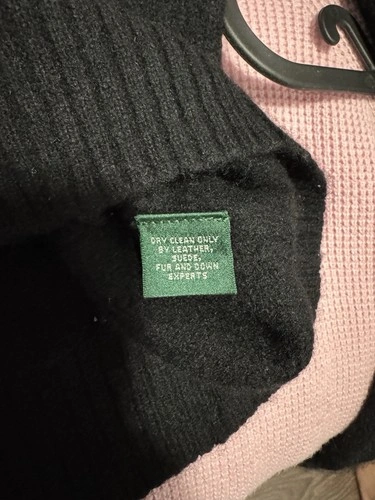 DRY CLEAN ONLY
BY LEATHER,
SUEDE,
FUR AND DOWN
EXPERTS